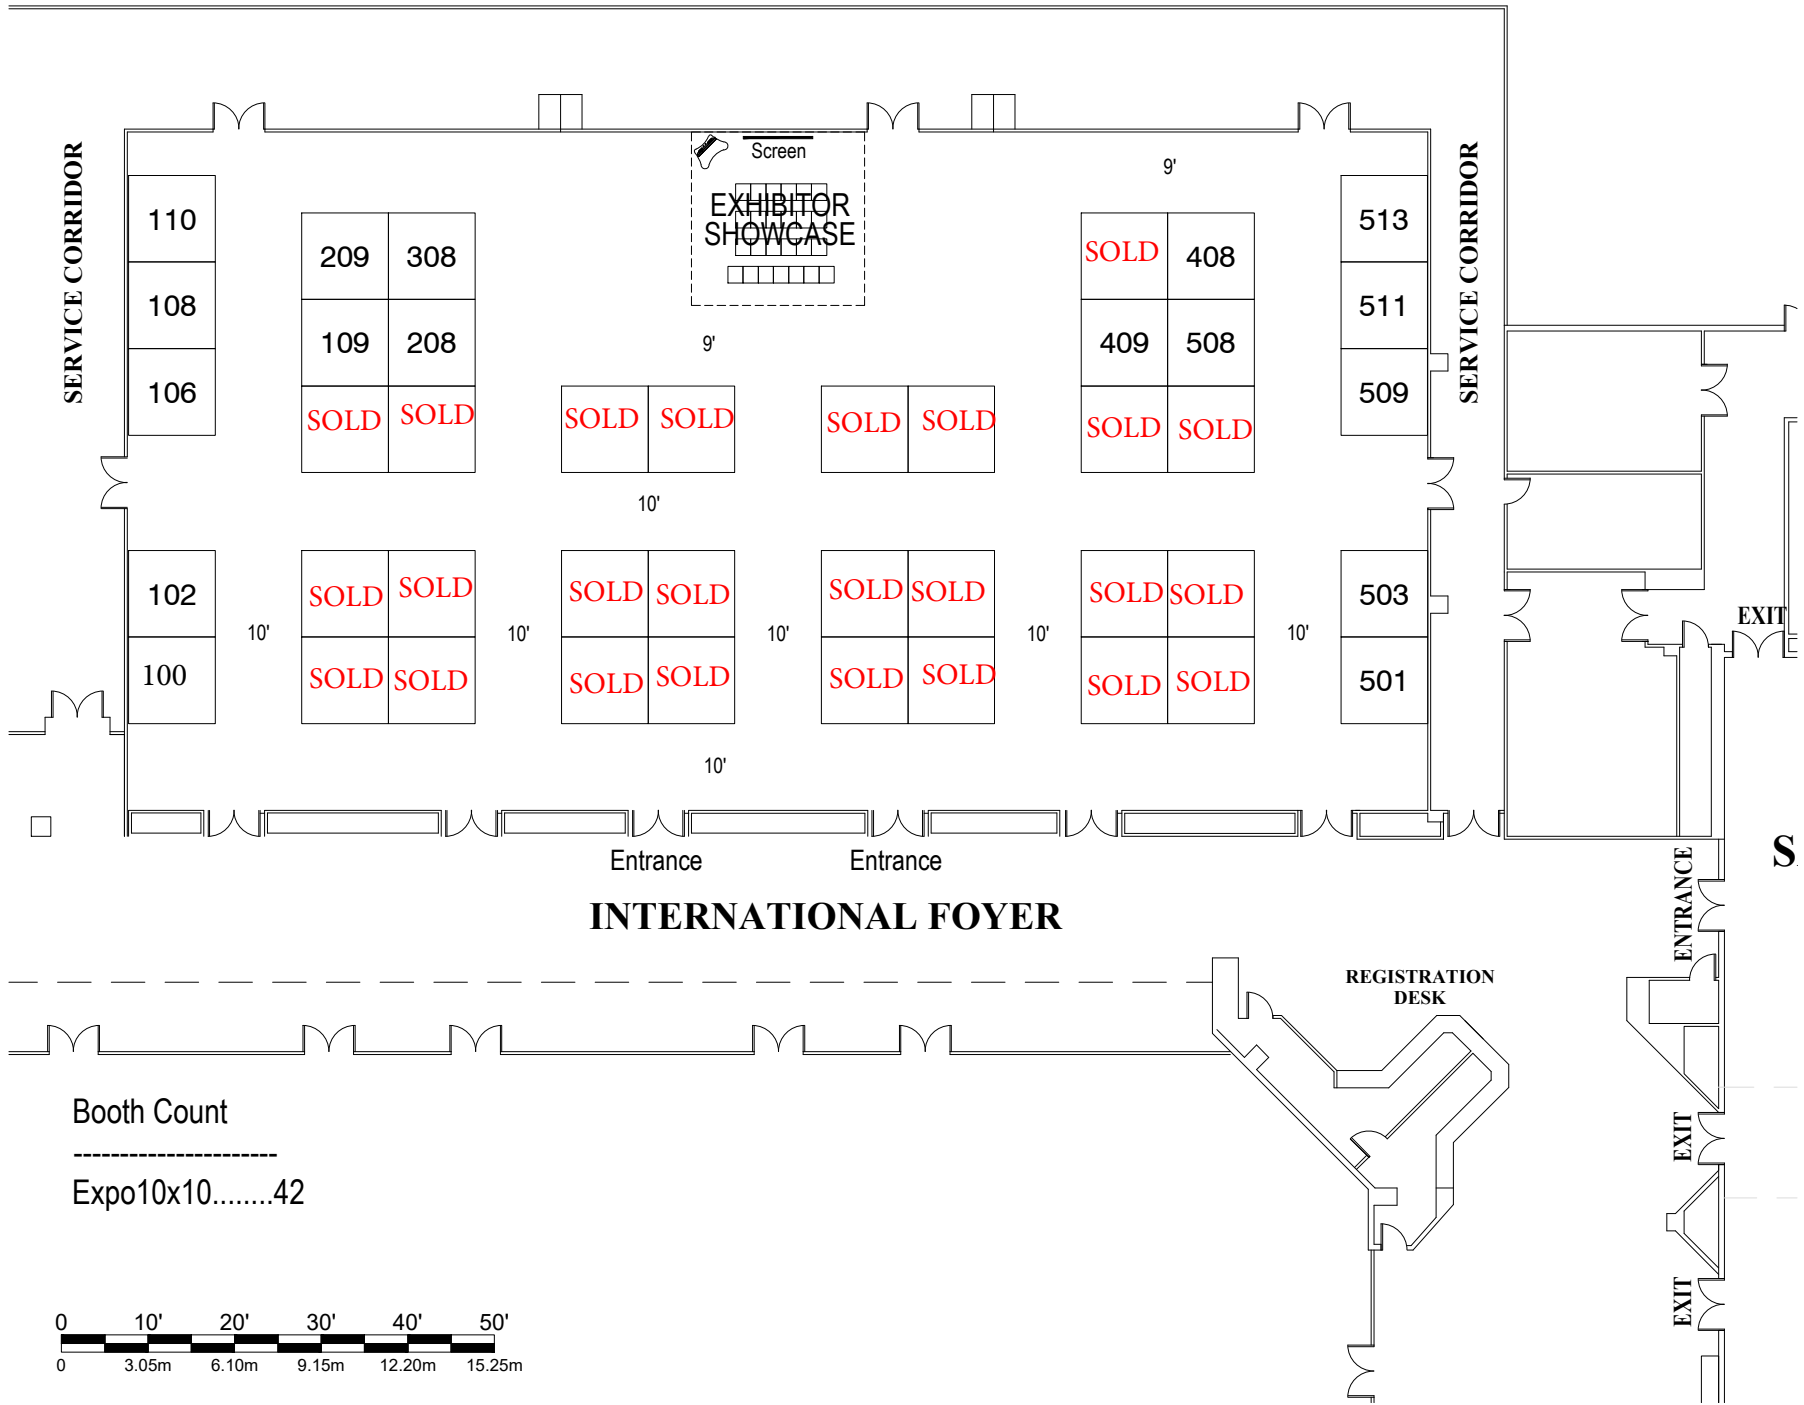 SERVICE CORRIDOR
SERVICE CORRIDOR
Screen
EXHIBITOR
SHOWCASE
9'
110
108
106
209 308
109 208
SOLD SOLD
9'
SOLD SOLD
SOLD SOLD
SOLD 408
409 508
SOLD SOLD
513
511
509
10'
102
100
10'
SOLD SOLD
SOLD SOLD
10'
SOLD SOLD
SOLD SOLD
10'
SOLD SOLD
SOLD SOLD
10'
SOLD SOLD
SOLD SOLD
10'
503
501
10'
EXIT
Entrance Entrance
INTERNATIONAL FOYER
ENTRANCE
REGISTRATION
DESK
EXIT
EXIT
Booth Count
----------------------
Expo10x10........42
0 10' 20' 30' 40' 50'
0 3.05m 6.10m 9.15m 12.20m 15.25m